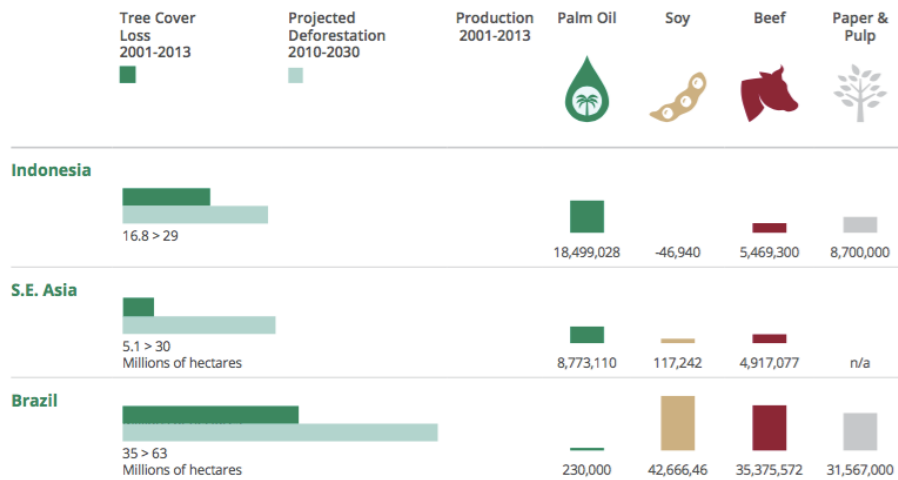 Tree Cover
Loss
2001-2013
Projected
Deforestation
2010-2030
Production
2001-2013
Palm Oil
Soy
Beef
Paper &
Pulp
Indonesia
16.8 > 29
18,499,028
-46,940
5,469,300
8,700,000
S.E. Asia
5.1 > 30
Millions of hectares
8,773,110
117,242
4,917,077
n/a
Brazil
35 > 63
Millions of hectares
230,000
42,666,46
35,375,572
31,567,000